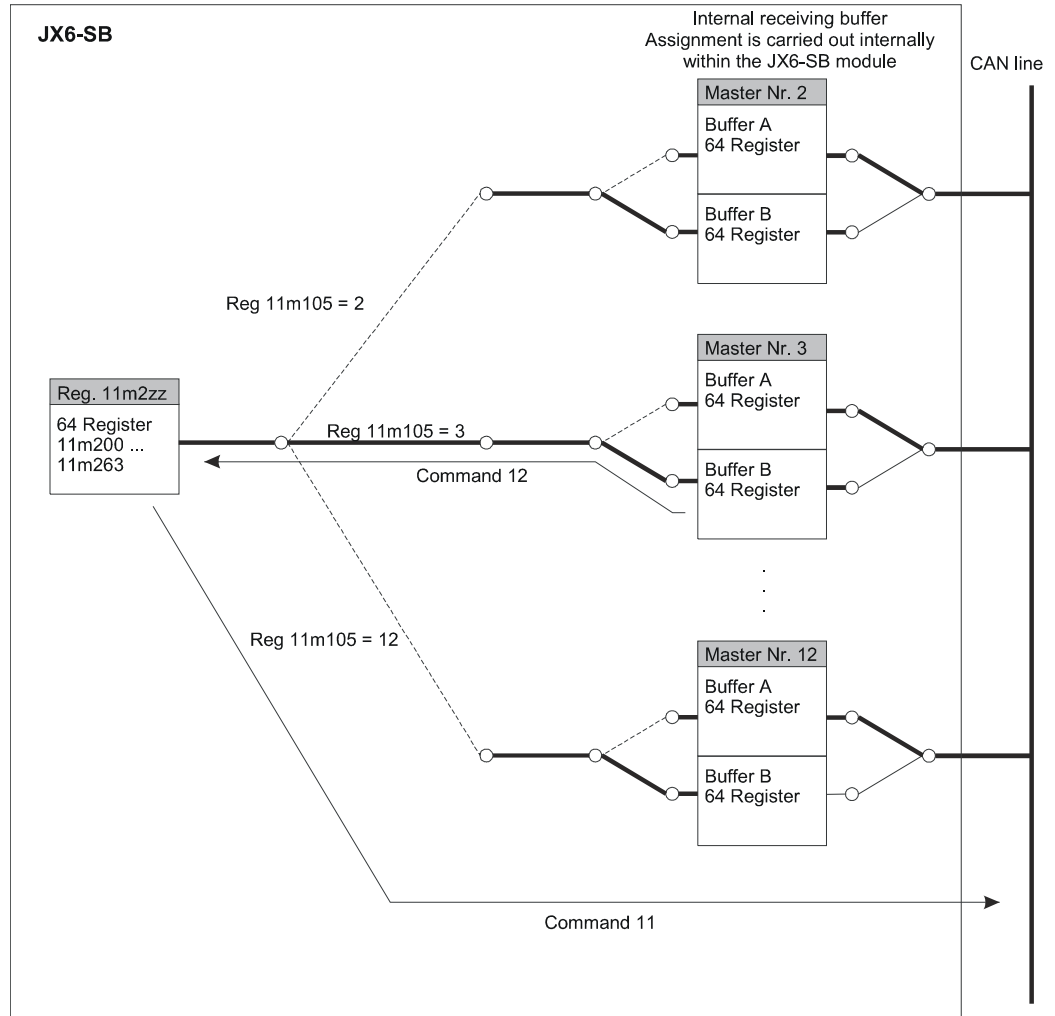 JX6-SB
Internal receiving buffer
Assignment is carried out internally
within the JX6-SB module
CAN line
Master Nr. 2
Buffer A
64 Register
Buffer B
64 Register
Reg 11m105 = 2
Master Nr. 3
Buffer A
64 Register
Buffer B
64 Register
Reg. 11m2zz
64 Register
11m200 ...
11m263
Reg 11m105 = 3
Command 12
.
.
.
Reg 11m105 = 12
Master Nr. 12
Buffer A
64 Register
Buffer B
64 Register
Command 11